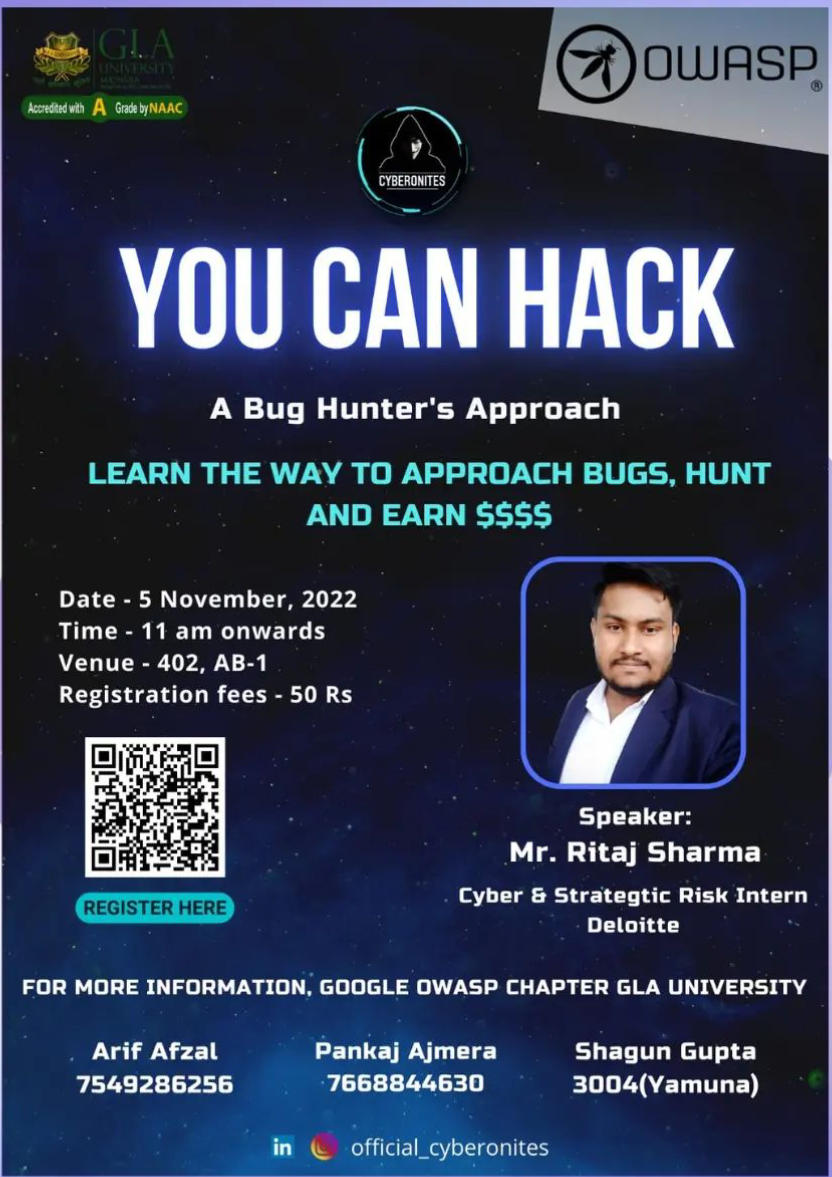 GLA
UNIVERSITY
MATHURA
Accredited with A Grade by NAAC
OWASP®
CYBERONITES
YOU CAN HACK
A Bug Hunter's Approach
LEARN THE WAY TO APPROACH BUGS, HUNT
AND EARN $$$$
Date - 5 November, 2022
Time - 11 am onwards
Venue - 402, AB-1
Registration fees - 50 Rs
REGISTER HERE
Speaker:
Mr. Ritaj Sharma
Cyber & Strategtic Risk Intern
Deloitte
FOR MORE INFORMATION, GOOGLE OWASP CHAPTER GLA UNIVERSITY
Arif Afzal
7549286256
Pankaj Ajmera
7668844630
Shagun Gupta
3004(Yamuna)
in official_cyberonites